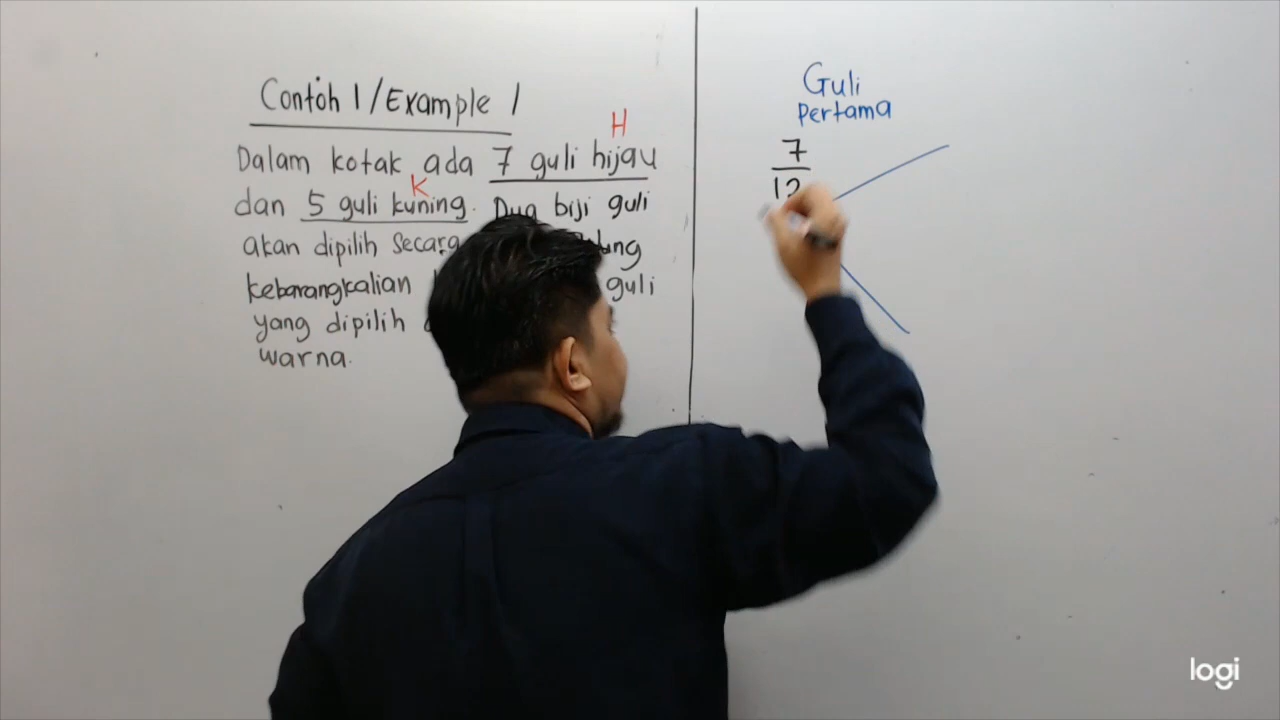 Contoh 1/Example 1
H
Dalam kotak ada 7 guli hijau
K
dan 5 guli kuning. Dua biji guli
akan dipilih secara
kebarangkalian guli
yang dipilih
warna.
Guli
Pertama
7
12
logi